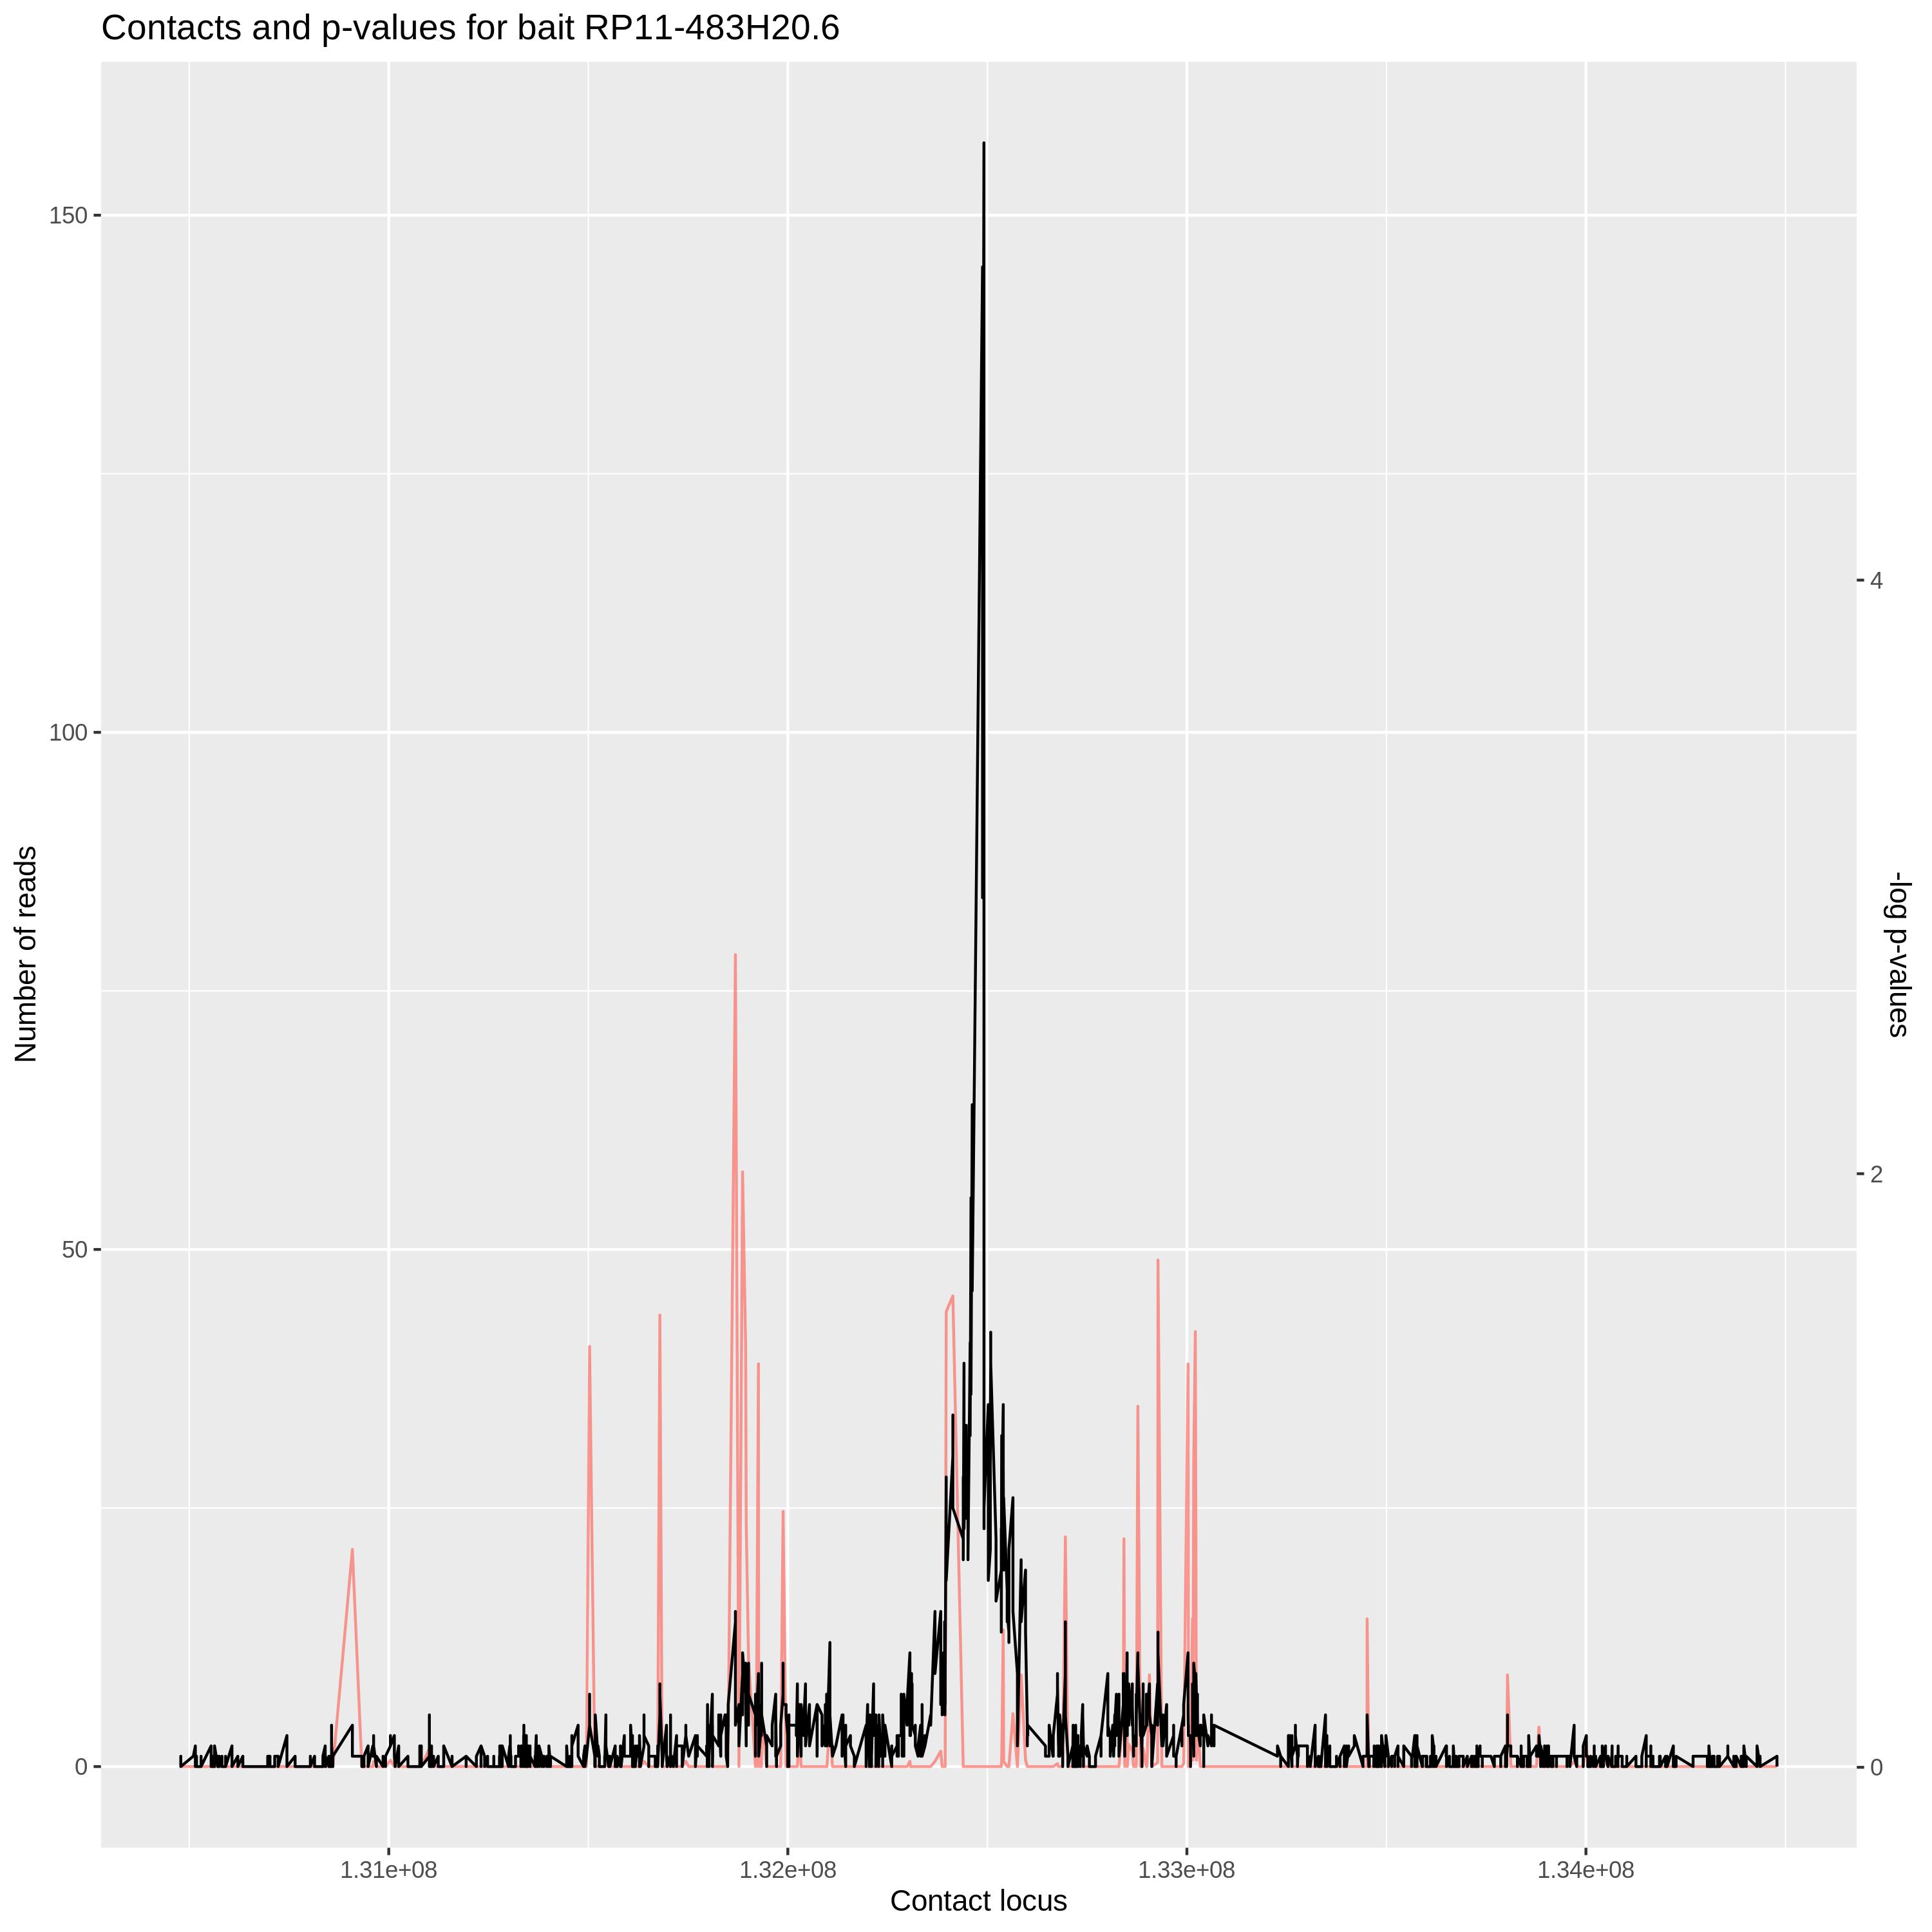 Contacts and p-values for bait RP11-483H20.6
150
100
50
0
Number of reads
4
2
0
-log p-values
1.31e+08
1.32e+08
1.33e+08
1.34e+08
Contact locus